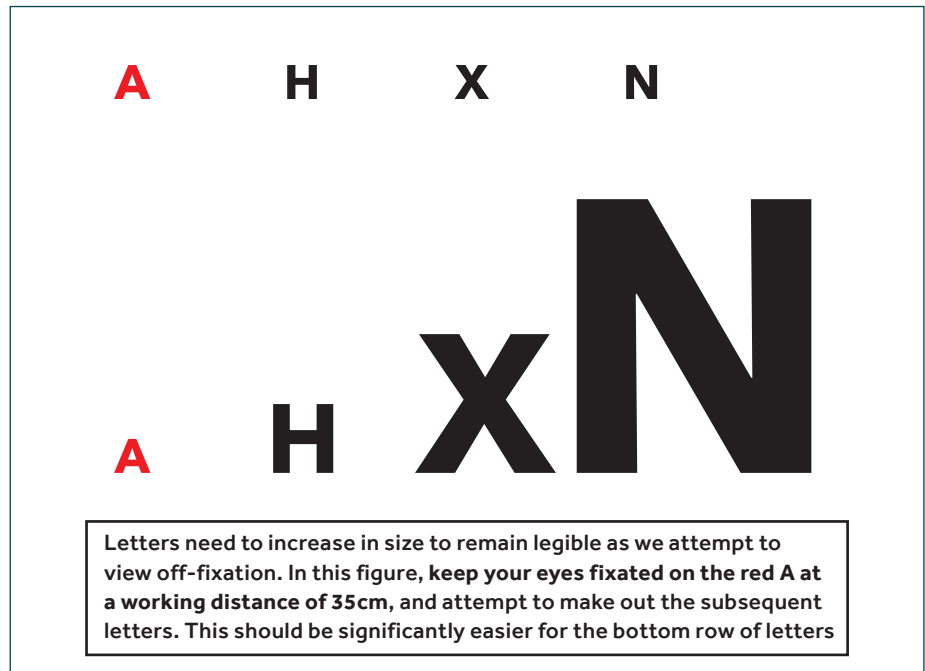 A H X N
A H X N
Letters need to increase in size to remain legible as we attempt to
view off-fixation. In this figure, keep your eyes fixated on the red A at
a working distance of 35cm, and attempt to make out the subsequent
letters. This should be significantly easier for the bottom row of letters